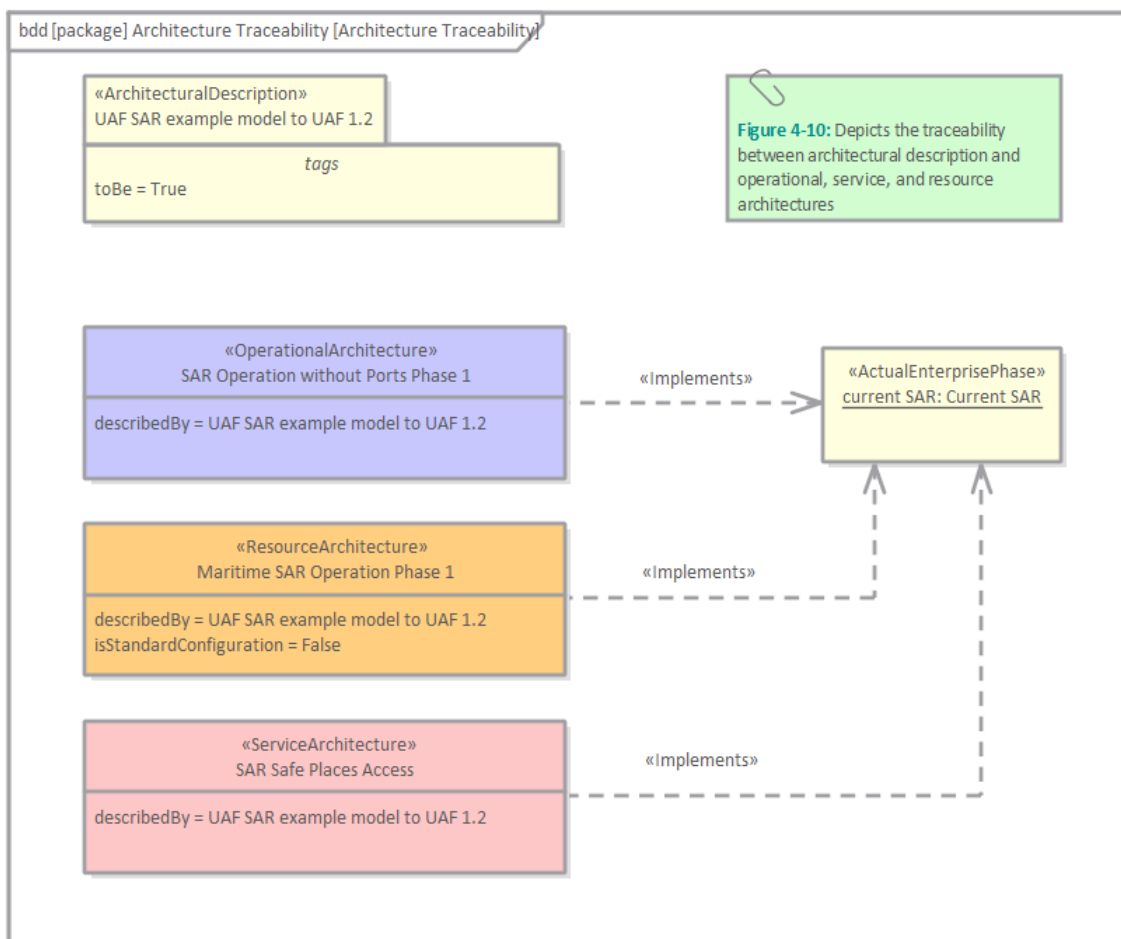 bdd [package] Architecture Traceability [Architecture Traceability]
«ArchitecturalDescription»
UAF SAR example model to UAF 1.2
tags
toBe = True
Figure 4-10: Depicts the traceability
between architectural description and
operational, service, and resource
architectures
«OperationalArchitecture»
SAR Operation without Ports Phase 1
describedBy = UAF SAR example model to UAF 1.2
«Implements»
«ActualEnterprisePhase»
current SAR: Current SAR
«ResourceArchitecture»
Maritime SAR Operation Phase 1
describedBy = UAF SAR example model to UAF 1.2
isStandardConfiguration = False
«Implements»
«ServiceArchitecture»
SAR Safe Places Access
describedBy = UAF SAR example model to UAF 1.2
«Implements»